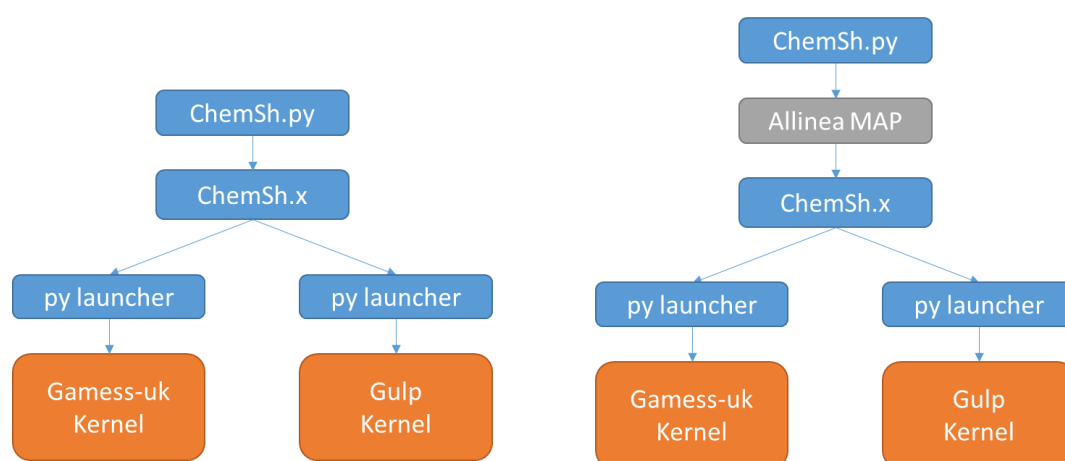 ChemSh.py
ChemSh.x
py launcher
py launcher
Gamess-uk
Kernel
Gulp
Kernel
ChemSh.py
Allinea MAP
ChemSh.x
py launcher
py launcher
Gamess-uk
Kernel
Gulp
Kernel